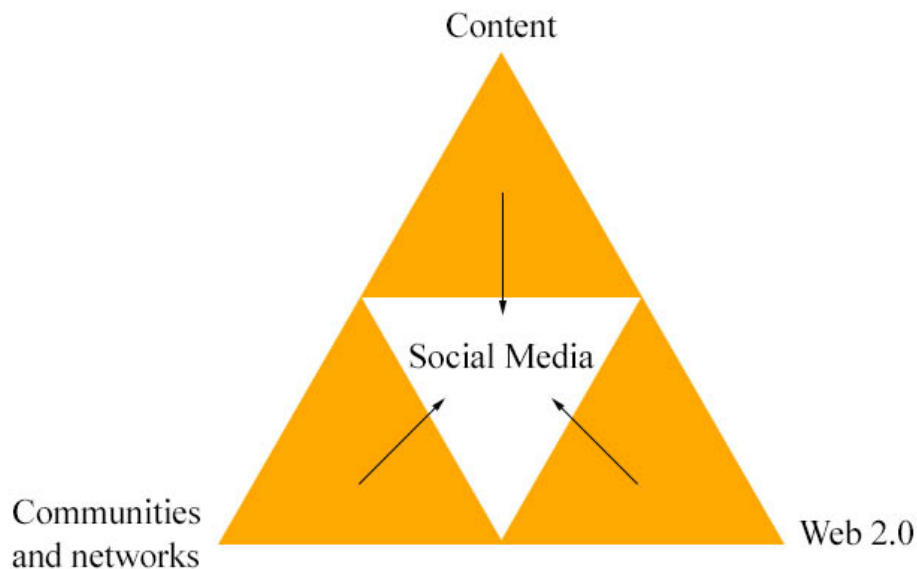 Content
Social Media
Communities
and networks
Web 2.0